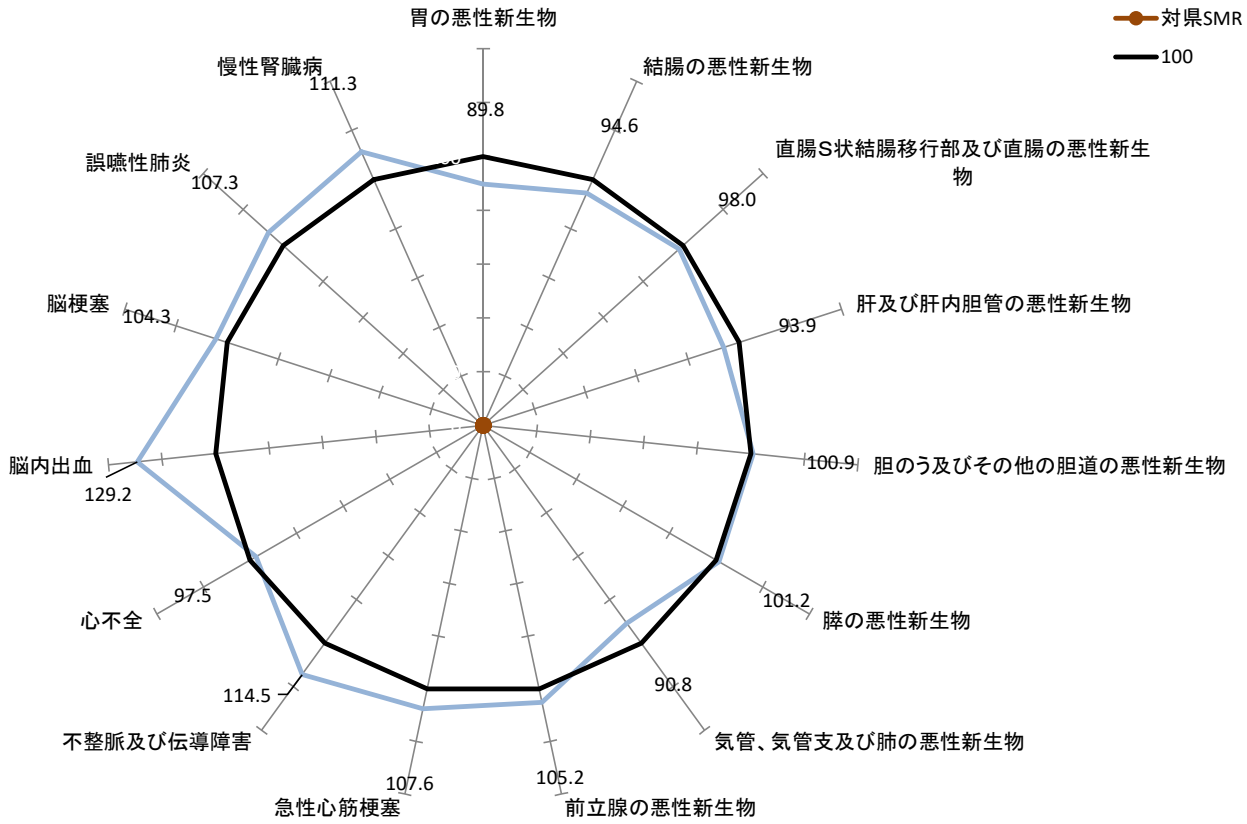 胃の悪性新生物
対県SMR
100
慢性腎臓病
111.3
89.8
結腸の悪性新生物
94.6
誤嚥性肺炎
107.3
直腸S状結腸移行部及び直腸の悪性新生
物
98.0
脳梗塞
104.3
肝及び肝内胆管の悪性新生物
93.9
脳内出血
129.2
100.9
胆のう及びその他の胆道の悪性新生物
心不全
97.5
101.2
膵の悪性新生物
不整脈及び伝導障害
114.5
90.8
気管、気管支及び肺の悪性新生物
急性心筋梗塞
107.6
105.2
前立腺の悪性新生物